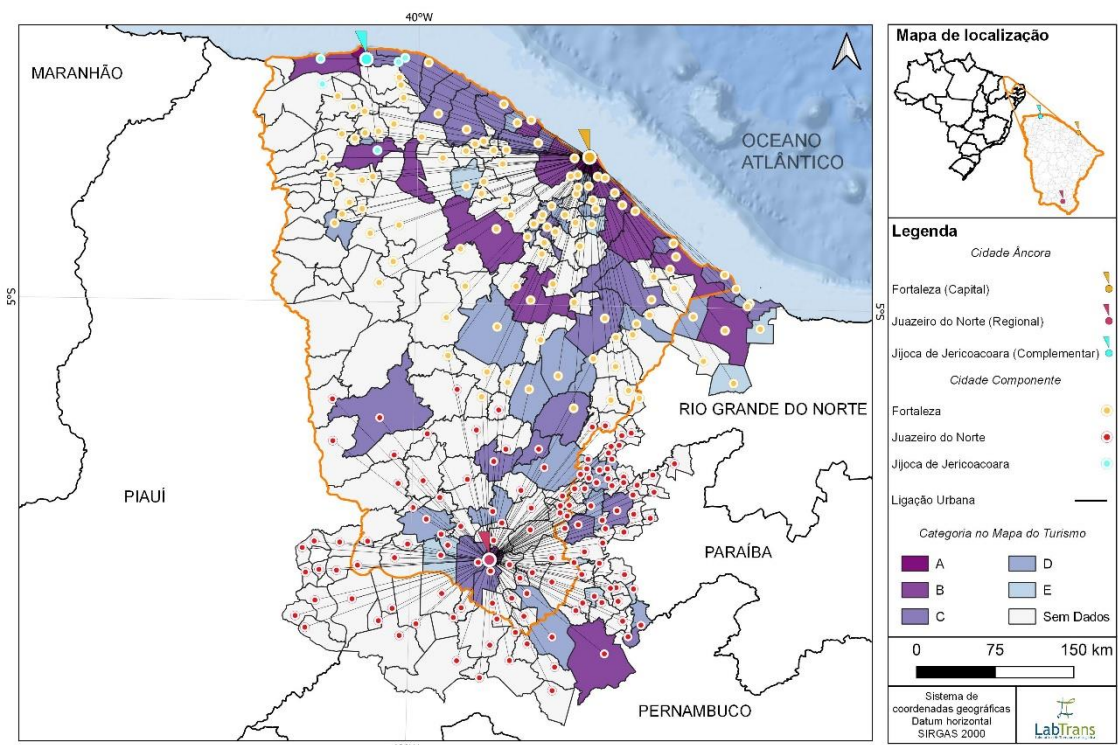 40°W
MARANHÃO
OCEANO
ATLÂNTICO
5°S
5°S
RIO GRANDE DO NORTE
PIAUÍ
PARAÍBA
PERNAMBUCO
40°W
Mapa de localização
Legenda
Cidade Âncora
Fortaleza (Capital)
Juazeiro do Norte (Regional)
Jijoca de Jericoacoara (Complementar)
Cidade Componente
Fortaleza
Juazeiro do Norte
Jijoca de Jericoacoara
Ligação Urbana
Categoria no Mapa do Turismo
A D
B E
C Sem Dados
0 75 150 km
Sistema de
coordenadas geográficas
Datum horizontal
SIRGAS 2000
LabTrans